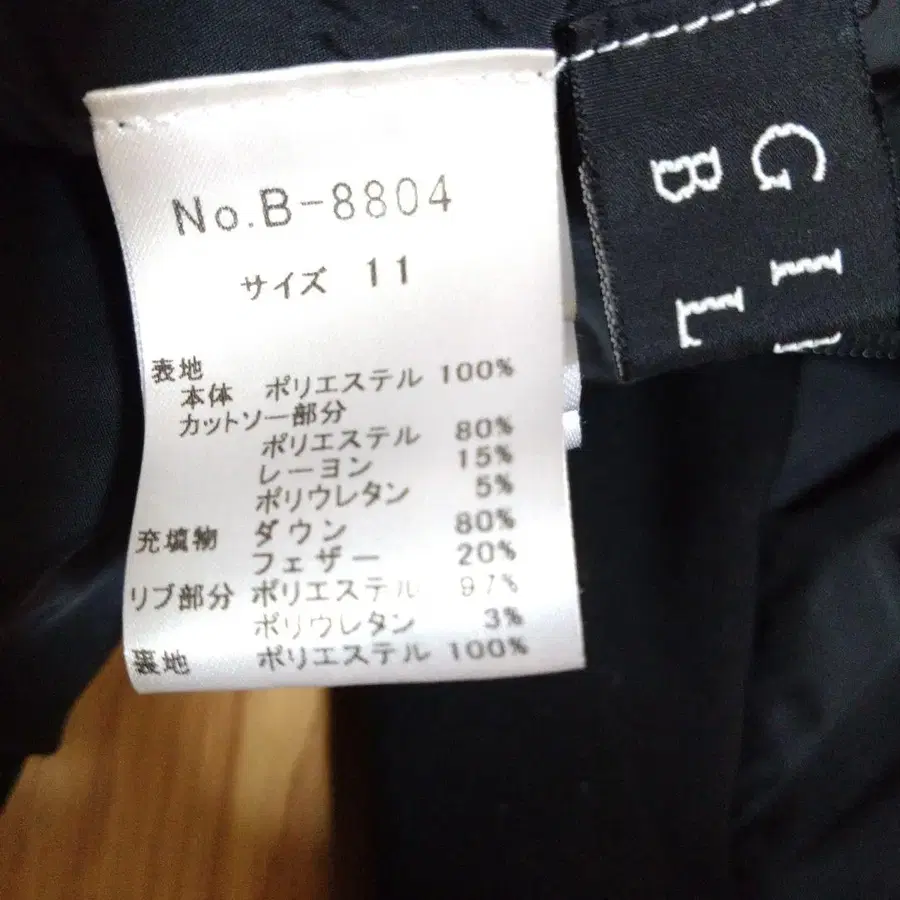 No.B-8804
サイズ 11
表地
本体 ポリエステル 100%
カットソー部分
ポリエステル 80%
レーヨン 15%
ポリウレタン 5%
充填物 ダウン 80%
フェザー 20%
リブ部分 ポリエステル 97%
ポリウレタン 3%
裏地 ポリエステル 100%
GI
BL